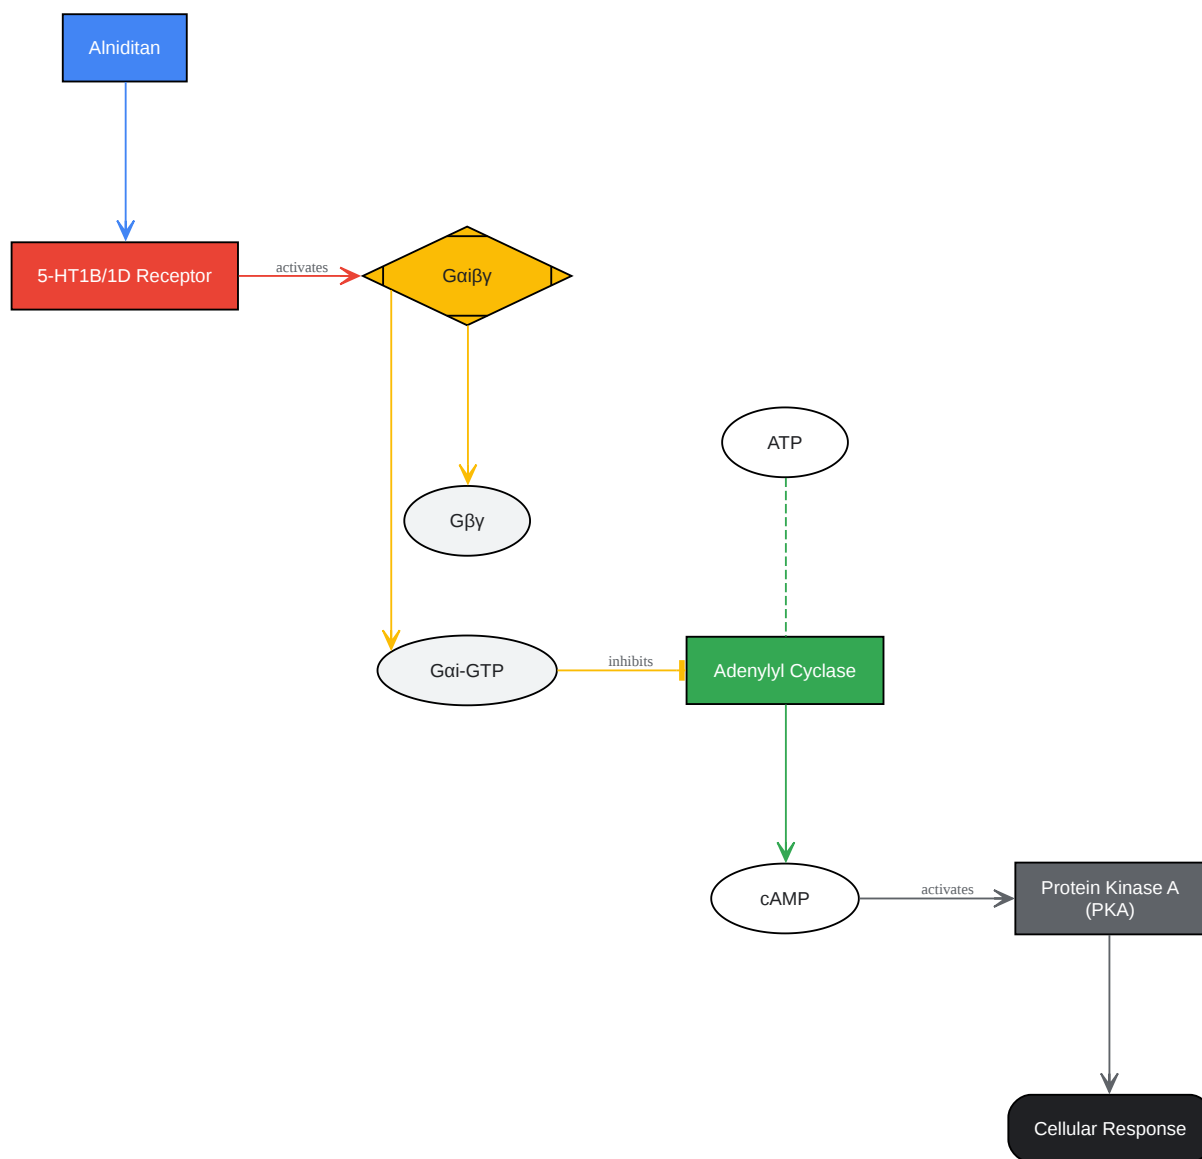 Alniditan
5-HT1B/1D Receptor
activates
Gαiβγ
ATP
Gβγ
Gαi-GTP
inhibits
Adenylyl Cyclase
cAMP
activates
Protein Kinase A
(PKA)
Cellular Response